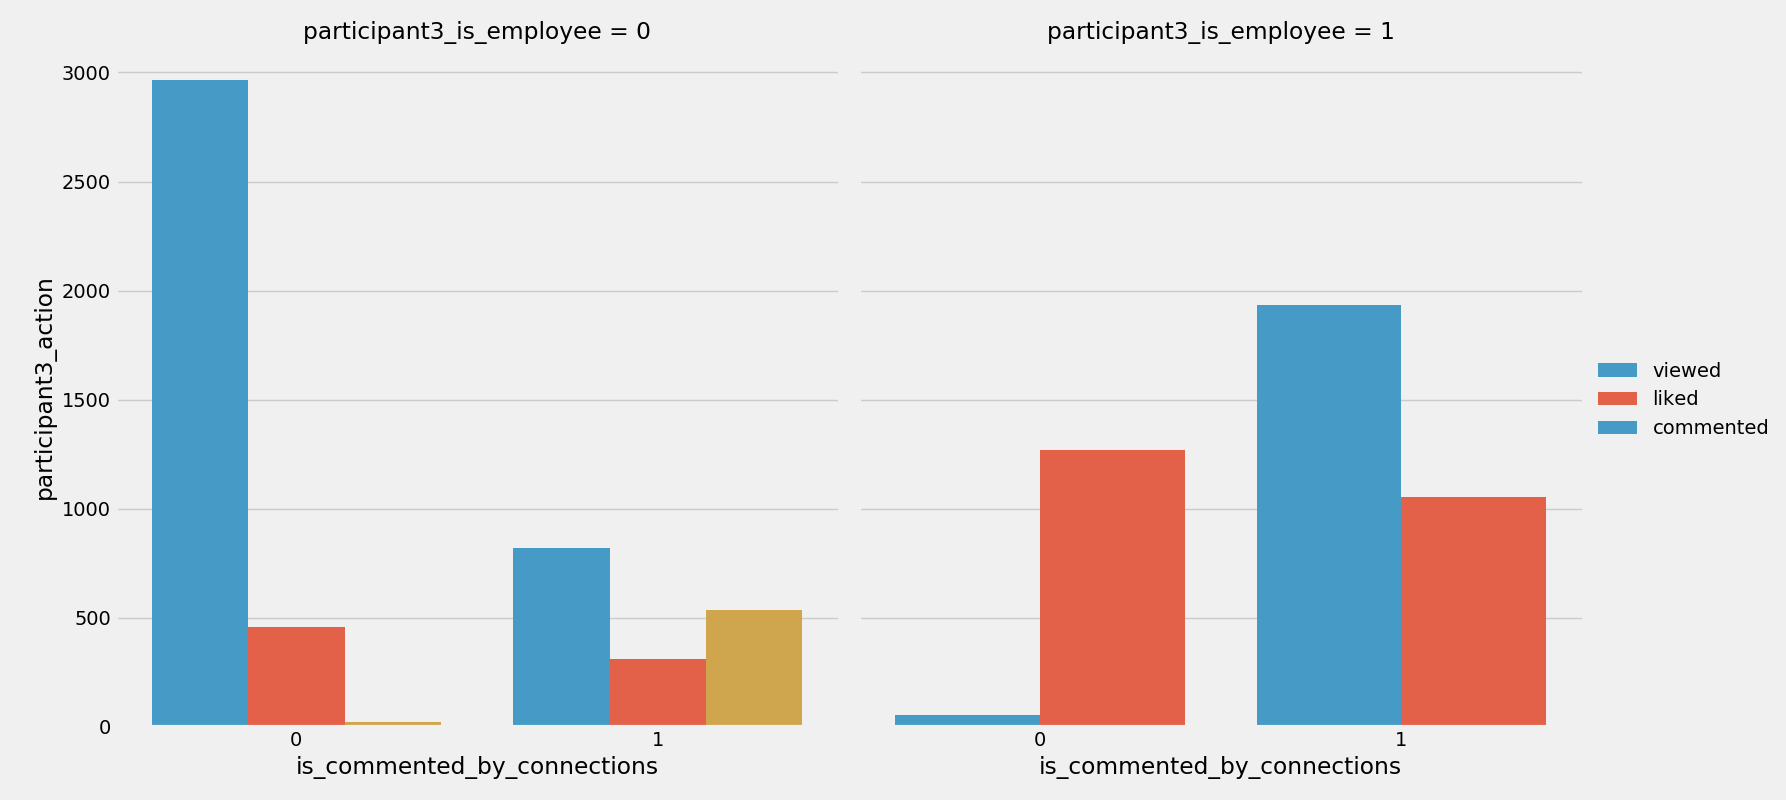 participant3_is_employee = 0
participant3_is_employee = 1
participant3_action
3000
2500
2000
1500
1000
500
0
0
1
0
1
is_commented_by_connections
is_commented_by_connections
viewed
liked
commented